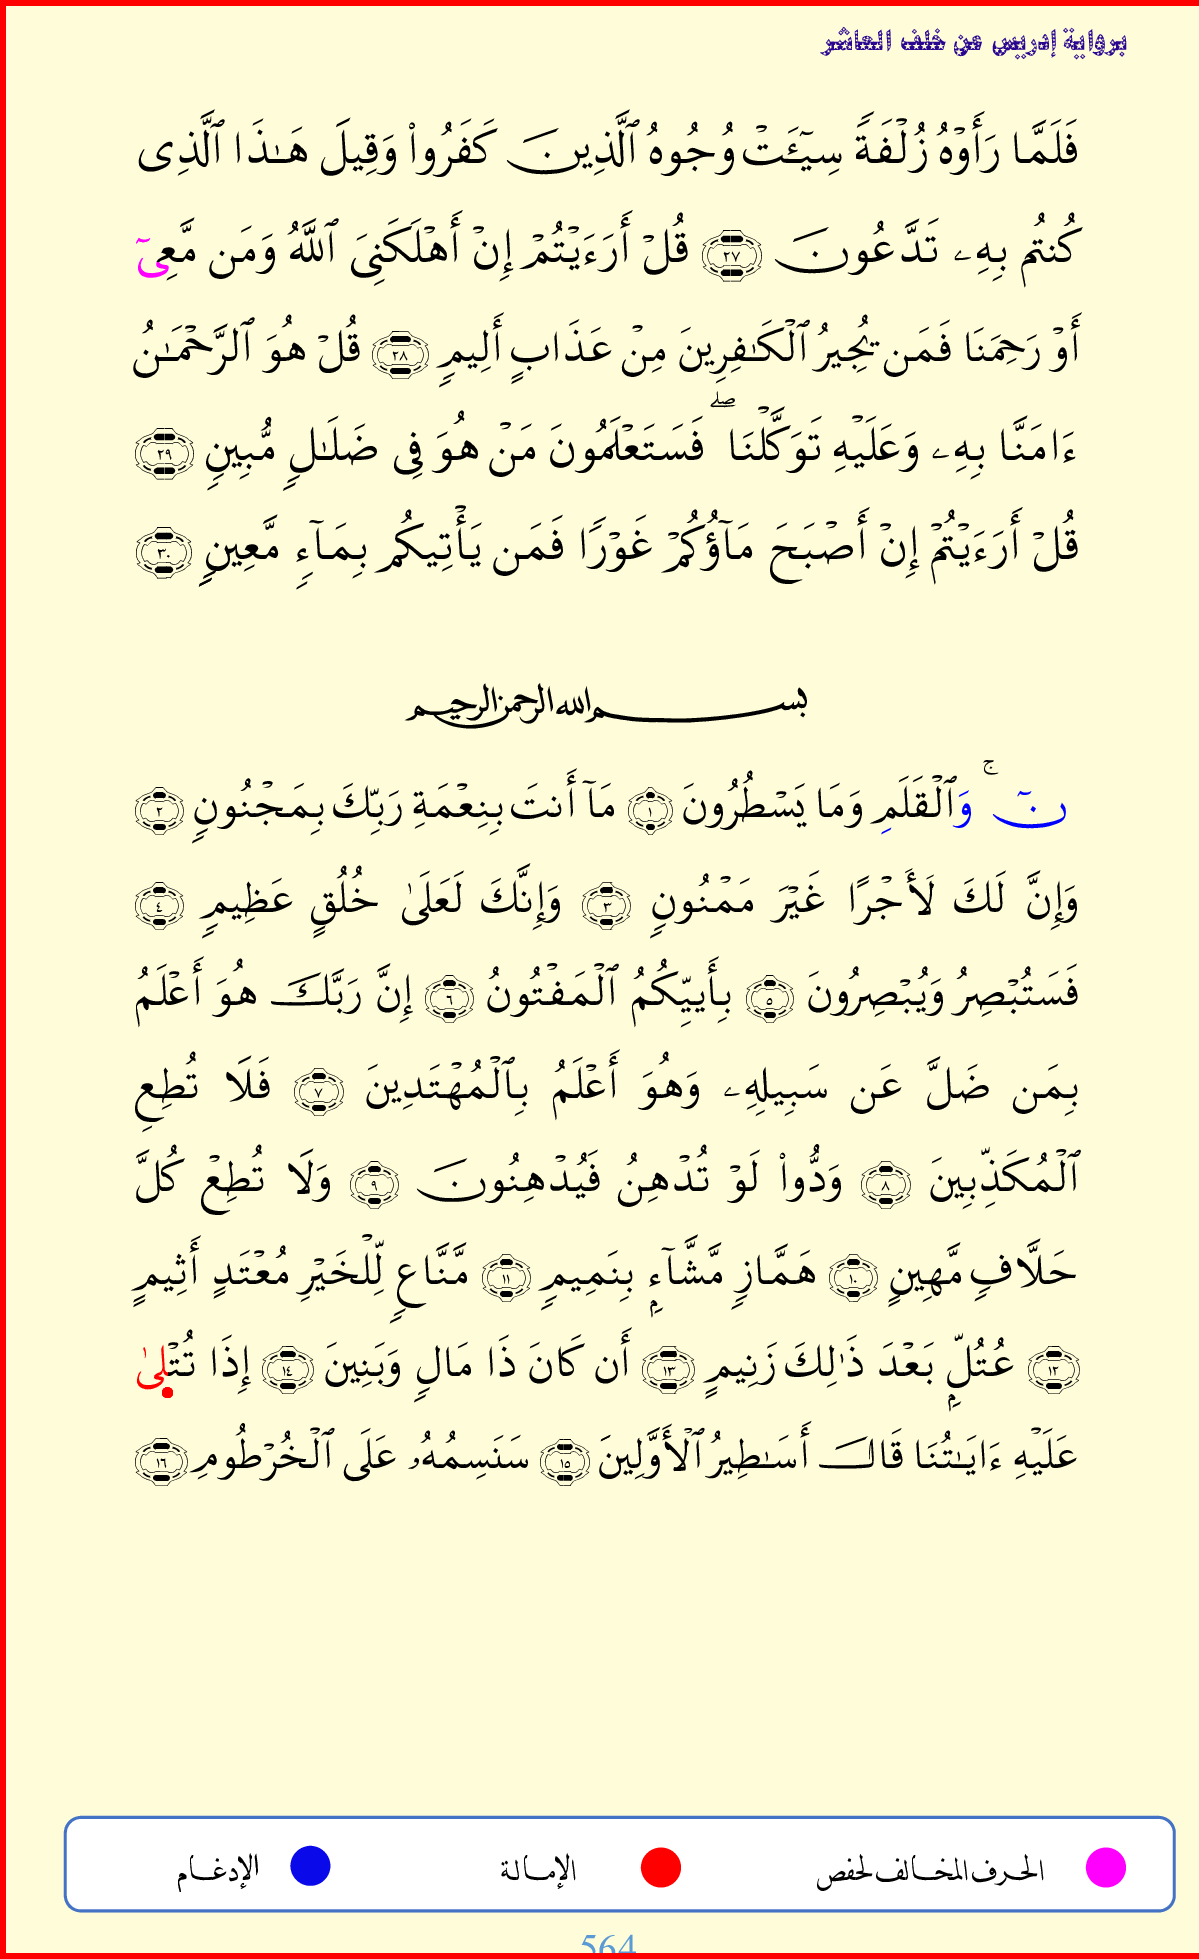 برواية إدريس عن خلف العاشر
فَلَمَّا رَأَوۡهُ زُلۡفَةٗ سِيٓـَٔتۡ وُجُوهُ ٱلَّذِينَ كَفَرُواْ وَقِيلَ هَٰذَا ٱلَّذِي
كُنتُم بِهِۦ تَدَّعُونَ ٢٧ قُلۡ أَرَءَيۡتُمۡ إِنۡ أَهۡلَكَنِيَ ٱللَّهُ وَمَن مَّعِيٓ
أَوۡ رَحِمَنَا فَمَن يُجِيرُ ٱلۡكَٰفِرِينَ مِنۡ عَذَابٍ أَلِيمٖ ٢٨ قُلۡ هُوَ ٱلرَّحۡمَٰنُ
ءَامَنَّا بِهِۦ وَعَلَيۡهِ تَوَكَّلۡنَاۖ فَسَتَعۡلَمُونَ مَنۡ هُوَ فِي ضَلَٰلٖ مُّبِينٖ ٢٩
قُلۡ أَرَءَيۡتُمۡ إِنۡ أَصۡبَحَ مَآؤُكُمۡ غَوۡرٗا فَمَن يَأۡتِيكُم بِمَآءٖ مَّعِينٖ ٣٠
بسم الله الرحمن الرحيم
نٓۚ وَٱلۡقَلَمِ وَمَا يَسۡطُرُونَ ١ مَآ أَنتَ بِنِعۡمَةِ رَبِّكَ بِمَجۡنُونٖ ٢
وَإِنَّ لَكَ لَأَجۡرًا غَيۡرَ مَمۡنُونٖ ٣ وَإِنَّكَ لَعَلَىٰ خُلُقٍ عَظِيمٖ ٤
فَسَتُبۡصِرُ وَيُبۡصِرُونَ ٥ بِأَييِّكُمُ ٱلۡمَفۡتُونُ ٦ إِنَّ رَبَّكَ هُوَ أَعۡلَمُ
بِمَن ضَلَّ عَن سَبِيلِهِۦ وَهُوَ أَعۡلَمُ بِٱلۡمُهۡتَدِينَ ٧ فَلَا تُطِعِ
ٱلۡمُكَذِّبِينَ ٨ وَدُّواْ لَوۡ تُدۡهِنُ فَيُدۡهِنُونَ ٩ وَلَا تُطِعۡ كُلَّ
حَلَّافٖ مَّهِينٍ ١٠ هَمَّازٖ مَّشَّآءِۭ بِنَمِيمٖ ١١ مَّنَّاعٖ لِّلۡخَيۡرِ مُعۡتَدٍ أَثِيمٍ
١٢ عُتُلِّۭ بَعۡدَ ذَٰلِكَ زَنِيمٍ ١٣ أَن كَانَ ذَا مَالٖ وَبَنِينَ ١٤ إِذَا تُتۡلِىٰ
عَلَيۡهِ ءَايَٰتُنَا قَالَ أَسَٰطِيرُ ٱلۡأَوَّلِينَ ١٥ سَنَسِمُهُۥ عَلَى ٱلۡخُرۡطُومِ ١٦
الحرف المخالف لحفص الإمالة الإدغام
564